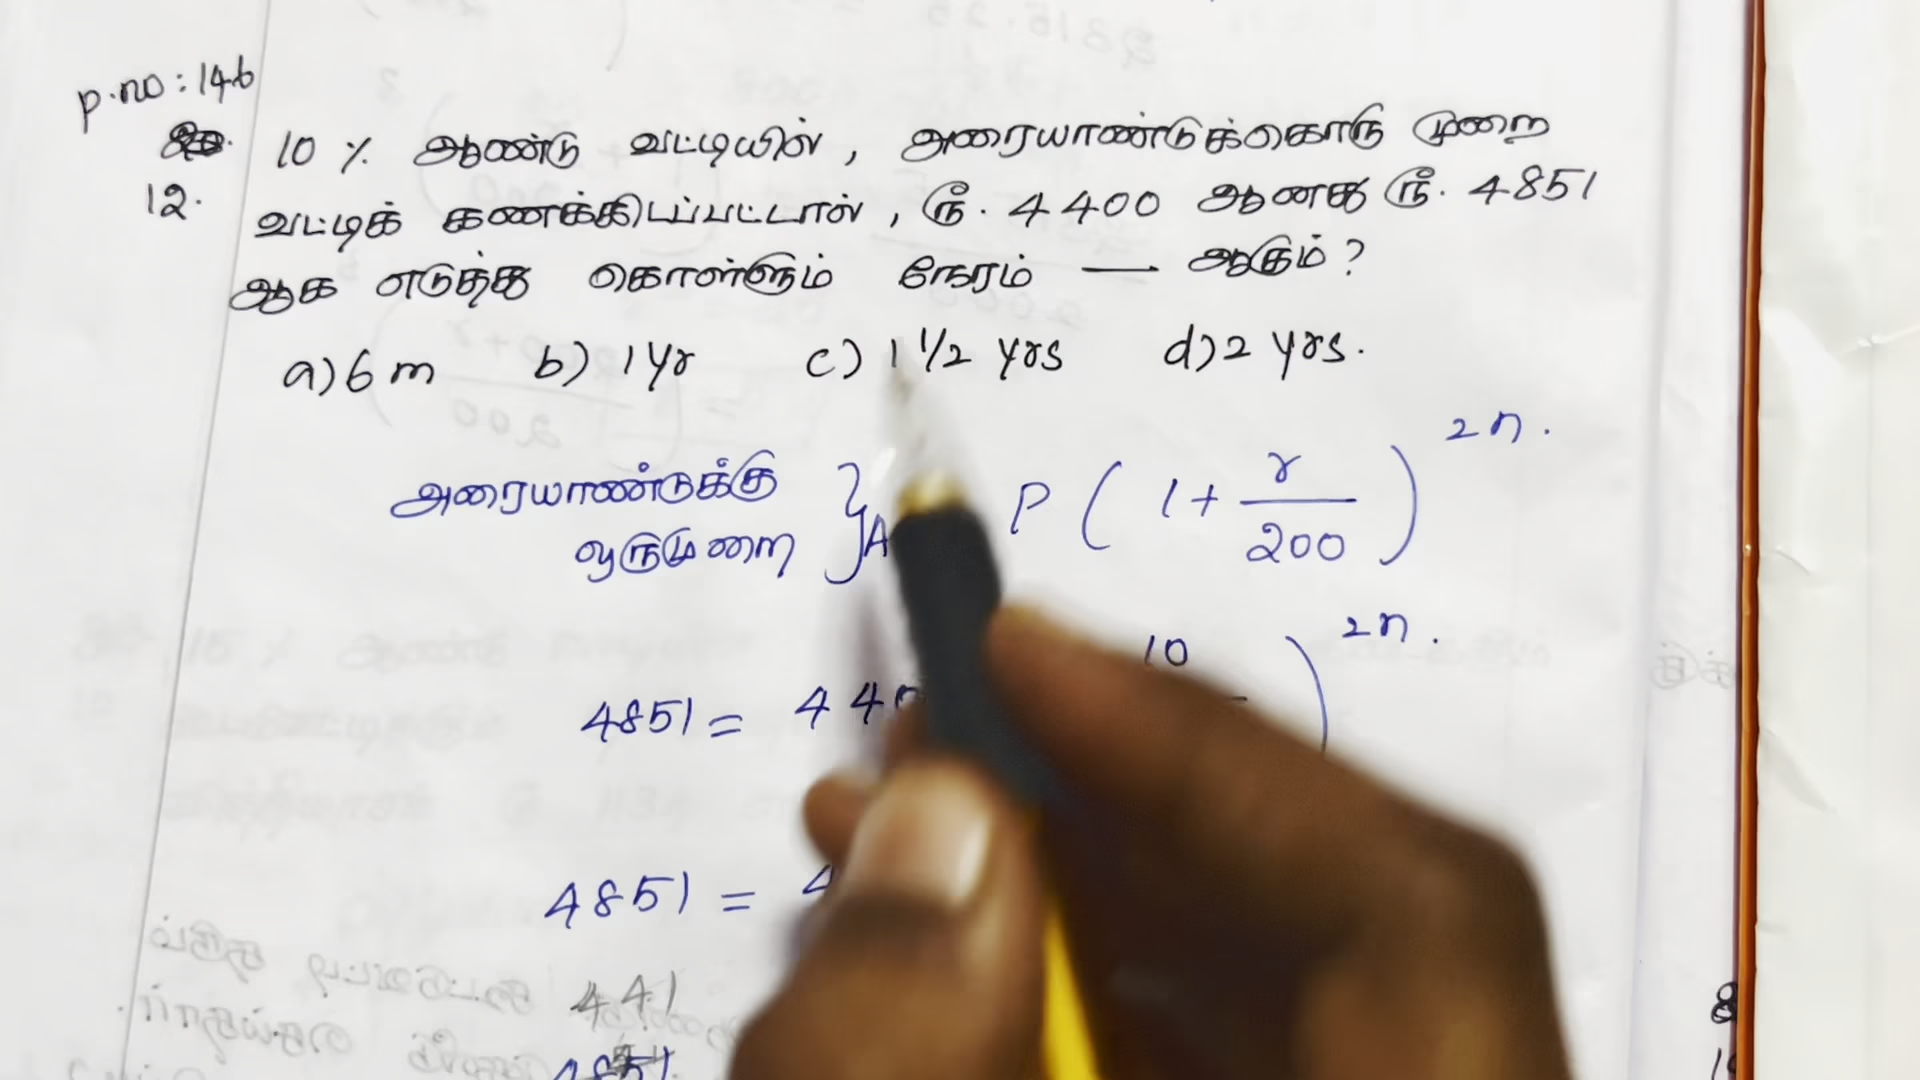 p.no: 146
12. 10 % ஆண்டு வட்டியில், அரையாண்டுக்கொரு முறை
வட்டிக் கணக்கிடப்பட்டால், ரூ. 4400 ஆனது ரூ. 4851
ஆக எடுத்து கொள்ளும் நேரம் — ஆகும்?
a) 6 m b) 1 yr c) 1 1/2 yrs d) 2 yrs.
அரையாண்டுக்கு ஒருமுறை } A P ( 1 + r/200 )^2n.
4851 = 440 10 )^2n.
4851 = 4
441
4851